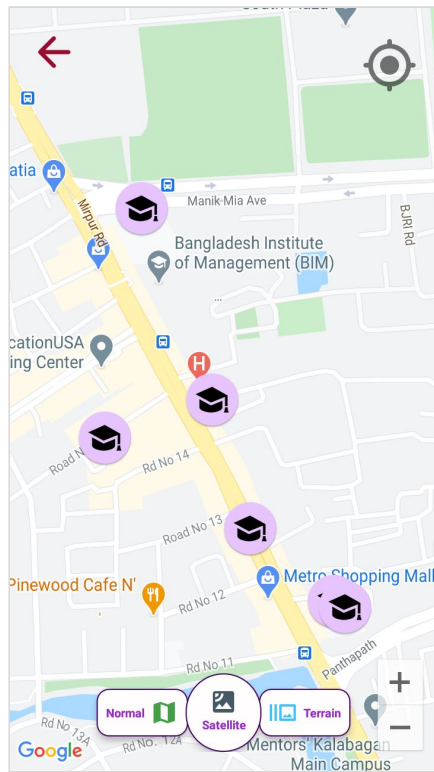 Manik Mia Ave
Mirpur Rd
BJRI Rd
Bangladesh Institute
of Management (BIM)
...
ing Center
H
Road N
Rd No 14
Road No 13
Metro Shopping Mall
Pinewood Cafe N'
Rd No 12
Rd No 11
Panthapath
+
Normal
Satellite
Terrain
−
Rd No 13A
Rd No. 12A
Mentors' Kalabagan
Main Campus
Google